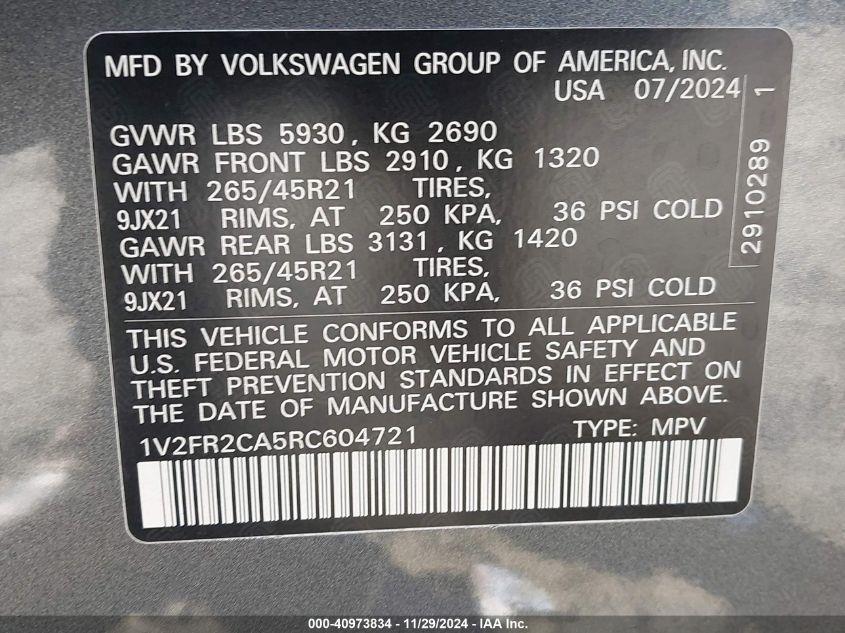 MFD BY VOLKSWAGEN GROUP OF AMERICA, INC.
USA 07/2024
GVWR LBS 5930, KG 2690
GAWR FRONT LBS 2910, KG 1320
WITH 265/45R21 TIRES,
9JX21 RIMS, AT 250 KPA, 36 PSI COLD
GAWR REAR LBS 3131, KG 1420
WITH 265/45R21 TIRES,
9JX21 RIMS, AT 250 KPA, 36 PSI COLD
2910289 1
THIS VEHICLE CONFORMS TO ALL APPLICABLE
U.S. FEDERAL MOTOR VEHICLE SAFETY AND
THEFT PREVENTION STANDARDS IN EFFECT ON
THE DATE OF MANUFACTURE SHOWN ABOVE.
1V2FR2CA5RC604721 TYPE: MPV
000-40973834 - 11/29/2024 - IAA Inc.